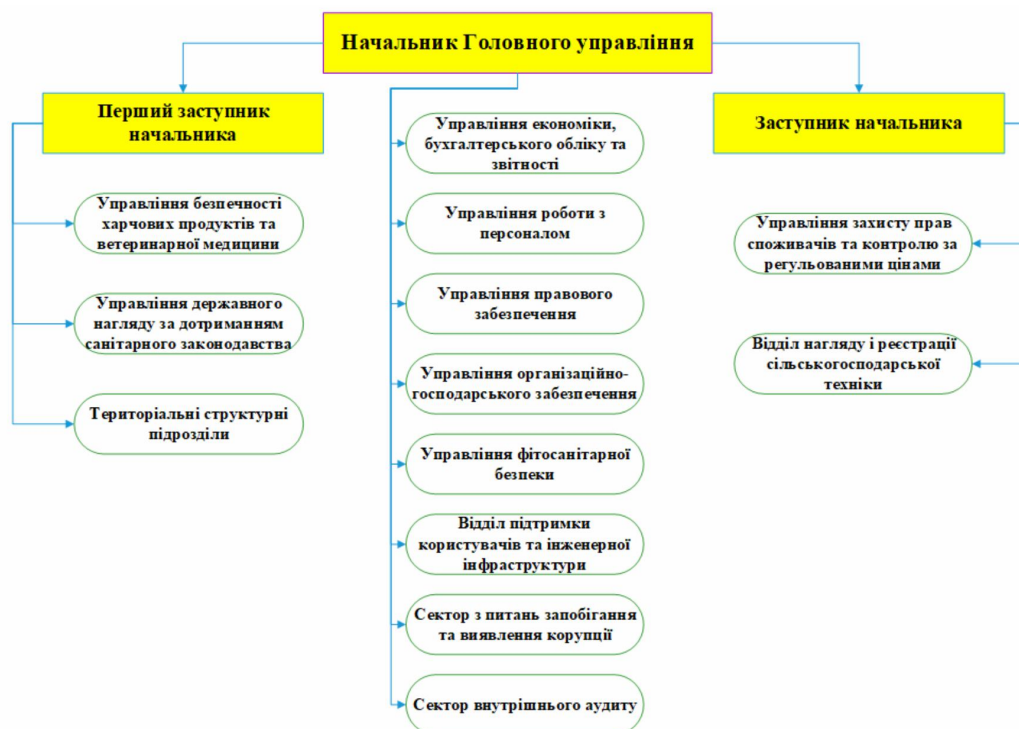 Начальник Головного управління
Перший заступник
начальника
Управління безпечності
харчових продуктів та
ветеринарної медицини
Управління державного
нагляду за дотриманням
санітарного законодавства
Територіальні структурні
підрозділи
Управління економіки,
бухгалтерського обліку та
звітності
Управління роботи з
персоналом
Управління правового
забезпечення
Управління організаційно-
господарського забезпечення
Управління фітосанітарної
безпеки
Відділ підтримки
користувачів та інженерної
інфраструктури
Сектор з питань запобігання
та виявлення корупції
Сектор внутрішнього аудиту
Заступник начальника
Управління захисту прав
споживачів та контролю за
регульованими цінами
Відділ нагляду і реєстрації
сільськогосподарської
техніки